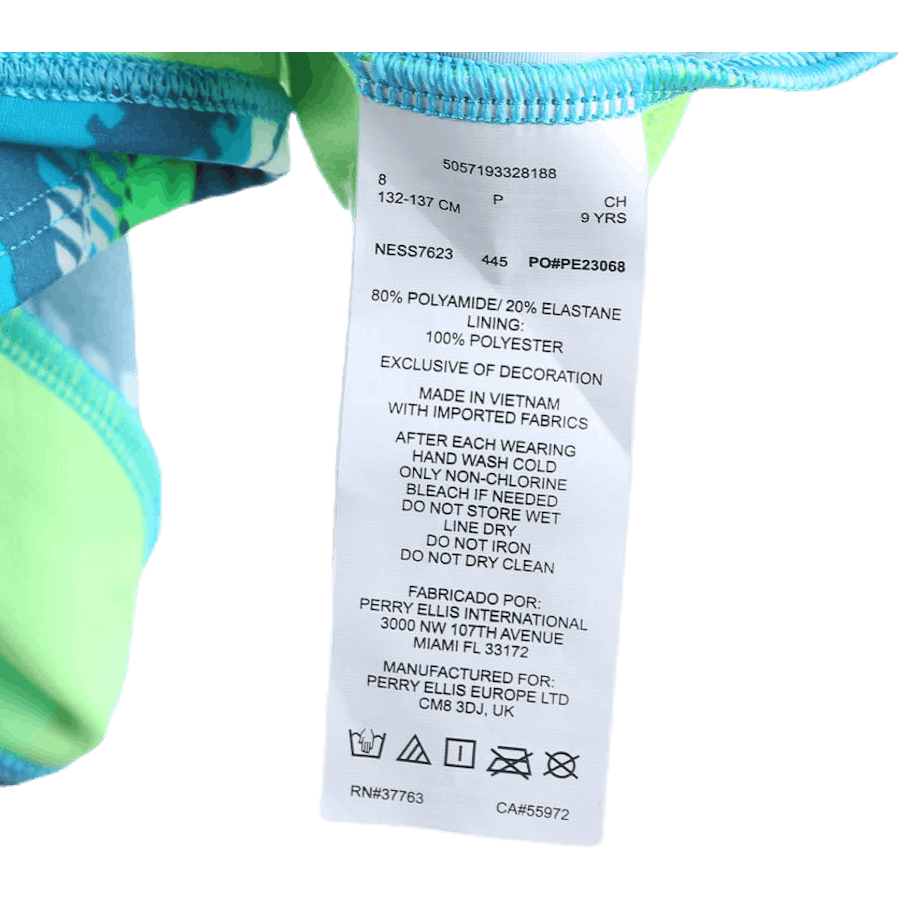 5057193328188
8 P CH
132-137 CM 9 YRS
NESS7623 445 PO#PE23068
80% POLYAMIDE/ 20% ELASTANE
LINING:
100% POLYESTER
EXCLUSIVE OF DECORATION
MADE IN VIETNAM
WITH IMPORTED FABRICS
AFTER EACH WEARING
HAND WASH COLD
ONLY NON-CHLORINE
BLEACH IF NEEDED
DO NOT STORE WET
LINE DRY
DO NOT IRON
DO NOT DRY CLEAN
FABRICADO POR:
PERRY ELLIS INTERNATIONAL
3000 NW 107TH AVENUE
MIAMI FL 33172
MANUFACTURED FOR:
PERRY ELLIS EUROPE LTD
CM8 3DJ, UK
RN#37763 CA#55972